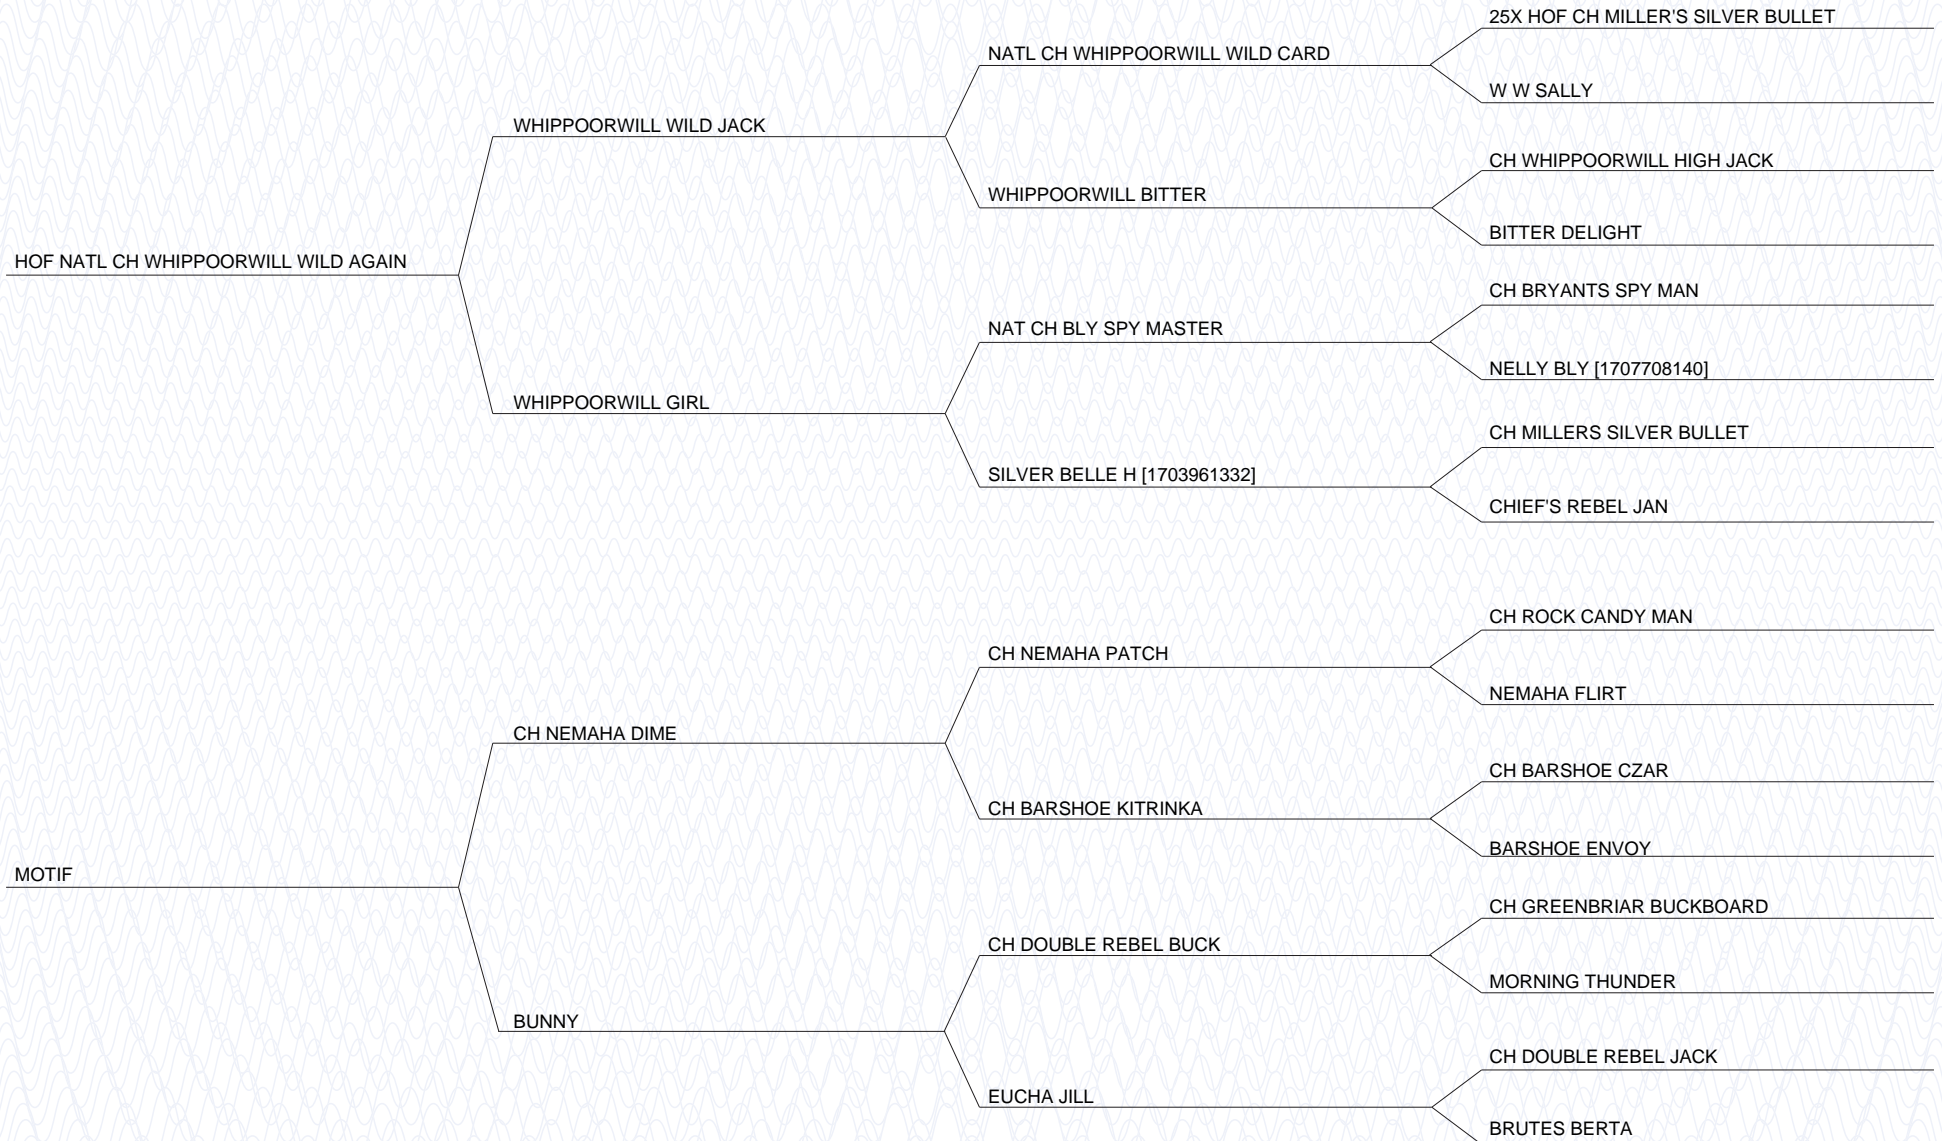 25X HOF CH MILLER'S SILVER BULLET
NATL CH WHIPPOORWILL WILD CARD
W W SALLY
WHIPPOORWILL WILD JACK
CH WHIPPOORWILL HIGH JACK
WHIPPOORWILL BITTER
BITTER DELIGHT
HOF NATL CH WHIPPOORWILL WILD AGAIN
CH BRYANTS SPY MAN
NAT CH BLY SPY MASTER
NELLY BLY [1707708140]
WHIPPOORWILL GIRL
CH MILLERS SILVER BULLET
SILVER BELLE H [1703961332]
CHIEF'S REBEL JAN
CH ROCK CANDY MAN
CH NEMAHA PATCH
NEMAHA FLIRT
CH NEMAHA DIME
CH BARSHOE CZAR
CH BARSHOE KITRINKA
BARSHOE ENVOY
MOTIF
CH GREENBRIAR BUCKBOARD
CH DOUBLE REBEL BUCK
MORNING THUNDER
BUNNY
CH DOUBLE REBEL JACK
EUCHA JILL
BRUTES BERTA